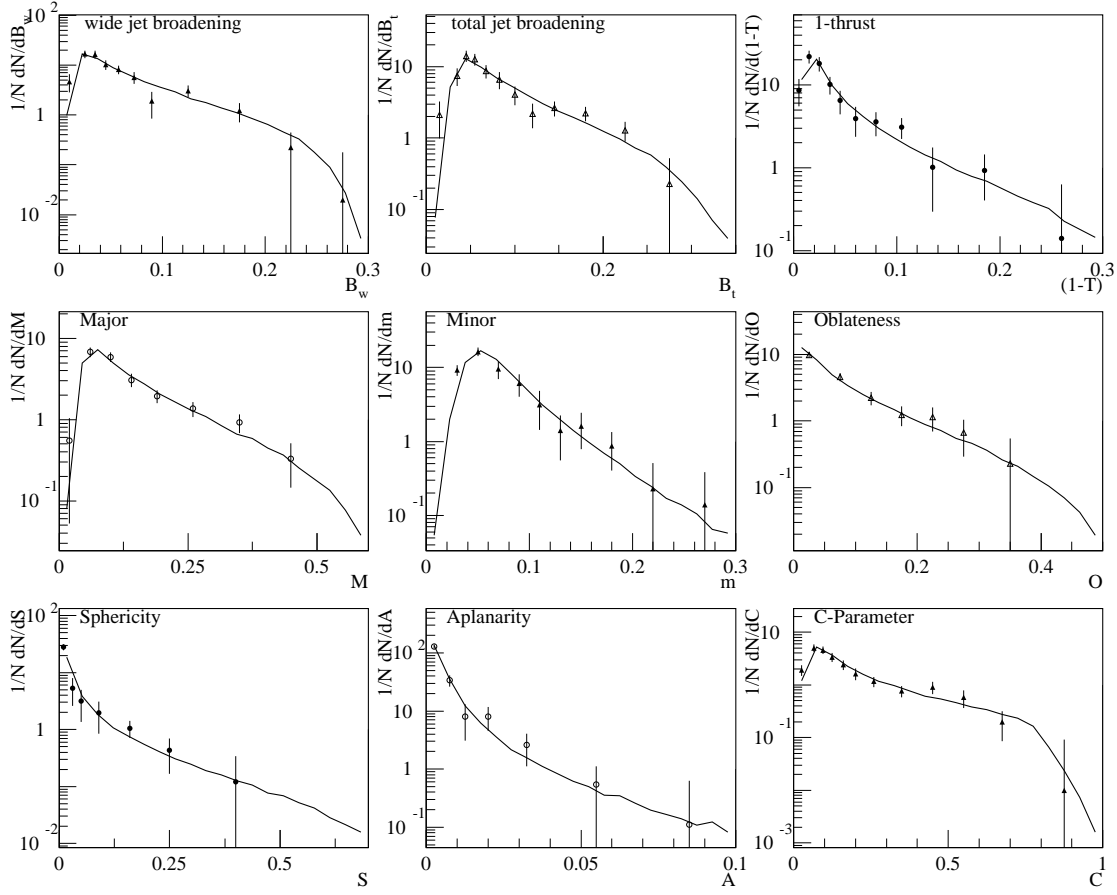 wide jet broadening
1/N dN/dB_w
10^2
1
10^-2
0 0.1 0.2 0.3
B_w
total jet broadening
1/N dN/dB_t
10
1
10^-1
0 0.2
B_t
1-thrust
1/N dN/d(1-T)
10
1
10^-1
0 0.1 0.2 0.3
(1-T)
Major
1/N dN/dM
10
1
10^-1
0 0.25 0.5
M
Minor
1/N dN/dm
10
1
10^-1
0 0.1 0.2 0.3
m
Oblateness
1/N dN/dO
10
1
10^-1
0 0.2 0.4
O
Sphericity
1/N dN/dS
10^2
1
10^-2
0 0.25 0.5
S
Aplanarity
1/N dN/dA
10^2
10
1
10^-1
0 0.05 0.1
A
C-Parameter
1/N dN/dC
10
10^-1
10^-3
0 0.5 1
C